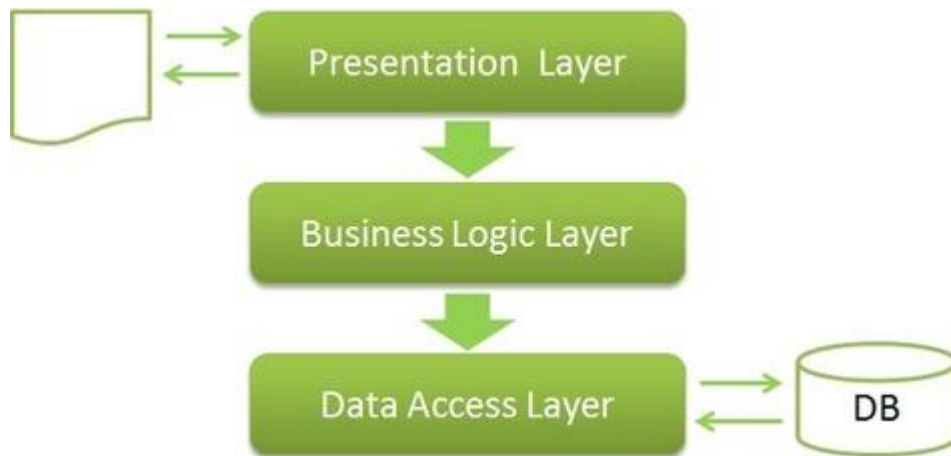 Presentation Layer
Business Logic Layer
Data Access Layer
DB